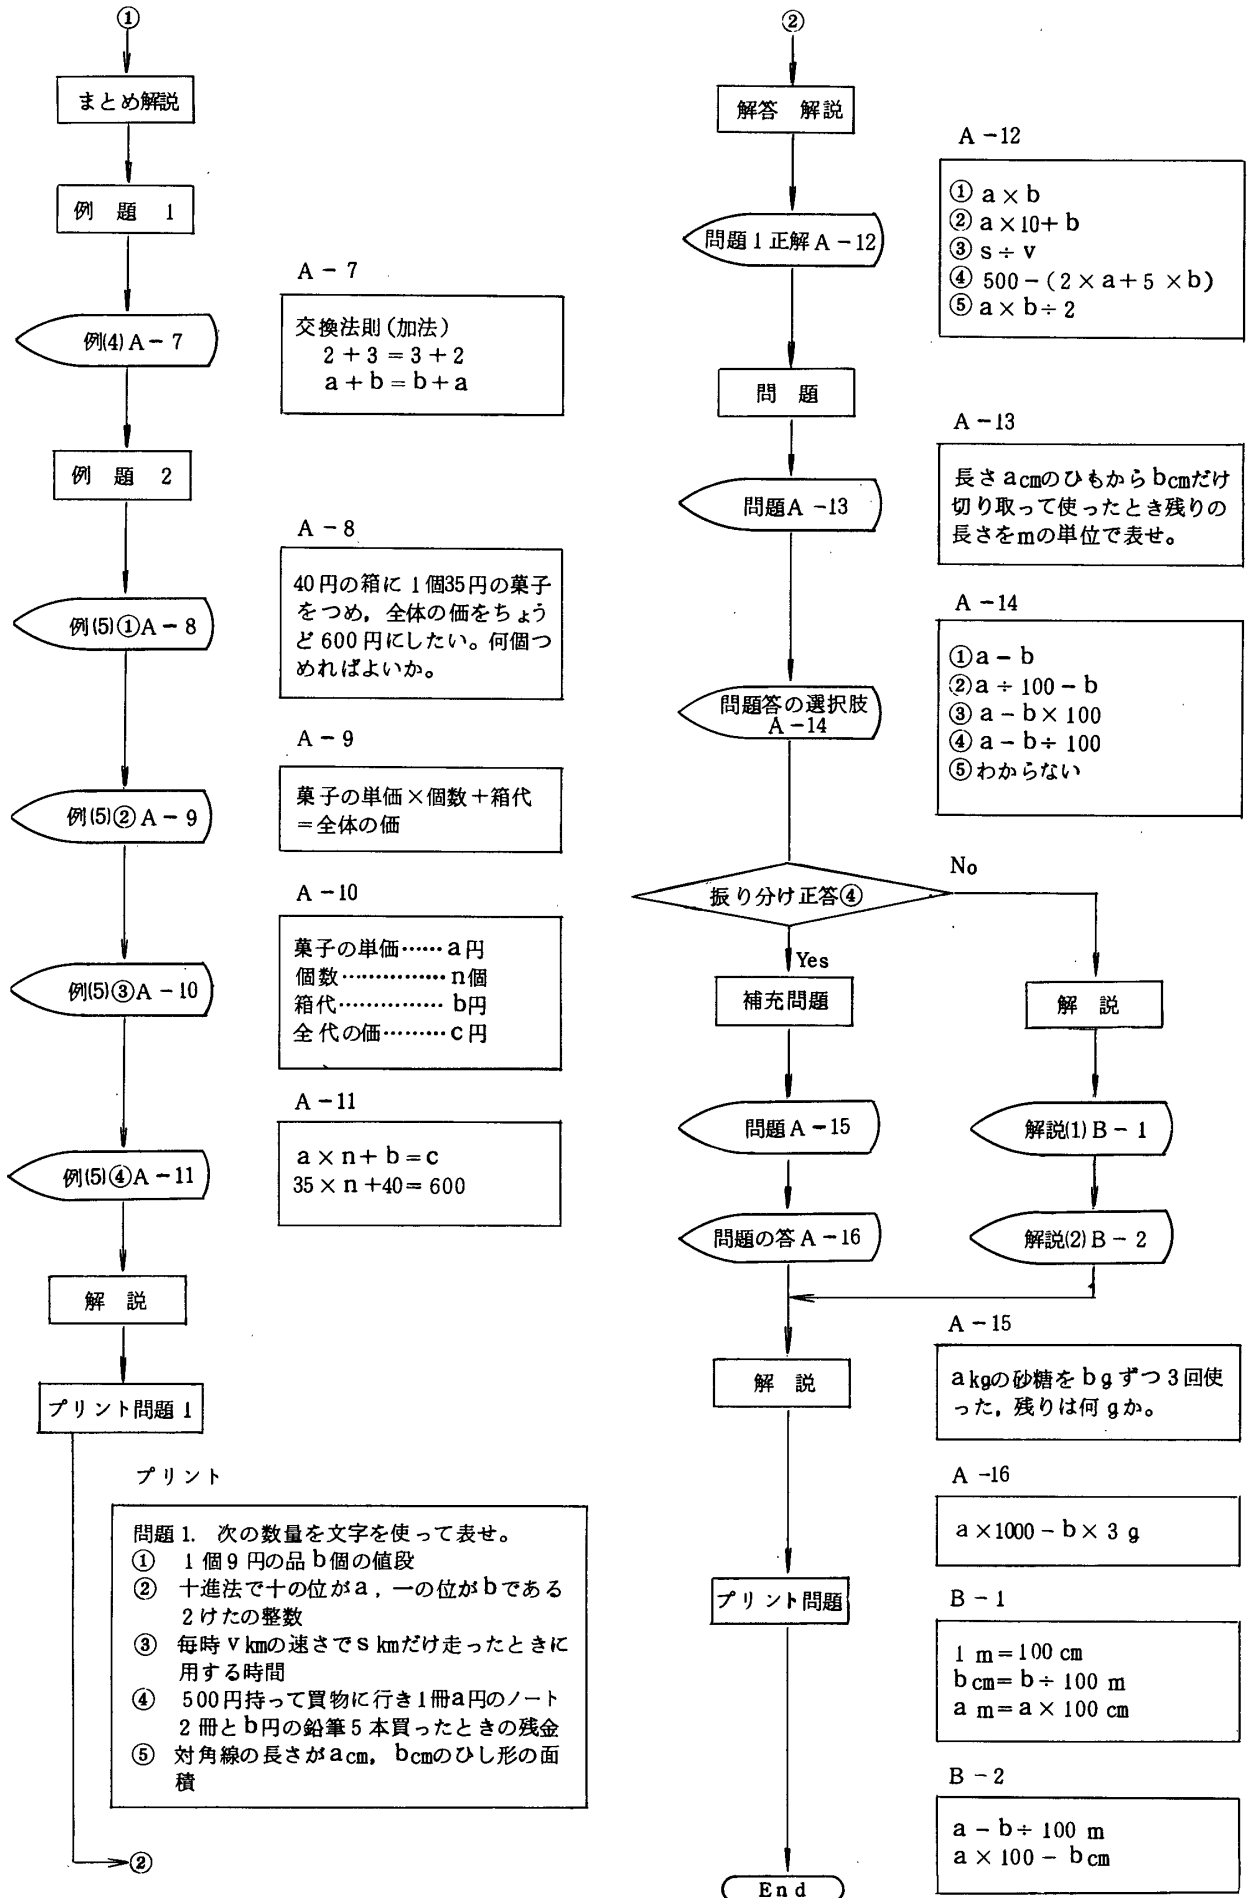 ①
まとめ解説
例 題 1
例(4) A－7
A－7
交換法則(加法)
2＋3＝3＋2
a＋b＝b＋a
例 題 2
A－8
例(5)①A－8
40円の箱に1個35円の菓子
をつめ，全体の価をちょう
ど600円にしたい。何個つ
めればよいか。
A－9
例(5)②A－9
菓子の単価×個数＋箱代
＝全体の価
A－10
例(5)③A－10
菓子の単価……a円
個数……………n個
箱代…………… b円
全代の価………c円
A－11
例(5)④A－11
a×n＋b＝c
35×n＋40＝600
解 説
プリント問題1
プリント
問題1. 次の数量を文字を使って表せ。
① 1個9円の品b個の値段
② 十進法で十の位がa，一の位がbである
2けたの整数
③ 毎時vkmの速さでskmだけ走ったときに
用する時間
④ 500円持って買物に行き1冊a円のノート
2冊とb円の鉛筆5本買ったときの残金
⑤ 対角線の長さがacm，bcmのひし形の面
積
②
②
解答 解説
A－12
問題1正解A－12
① a×b
② a×10＋b
③ s÷v
④ 500－(2×a＋5×b)
⑤ a×b÷2
問 題
A－13
問題A－13
長さacmのひもからbcmだけ
切り取って使ったとき残りの
長さをmの単位で表せ。
A－14
問題答の選択肢
A－14
①a－b
②a÷100－b
③ a－b×100
④ a－b÷100
⑤わからない
振り分け正答④
No
Yes
補充問題
解 説
問題A－15
解説(1)B－1
問題の答A－16
解説(2)B－2
A－15
解 説
akgの砂糖をbgずつ3回使
った，残りは何gか。
A－16
a×1000－b×3 g
プリント問題
B－1
1 m＝100 cm
bcm＝b÷100 m
a m＝a×100 cm
B－2
a－b÷100 m
a×100－bcm
End